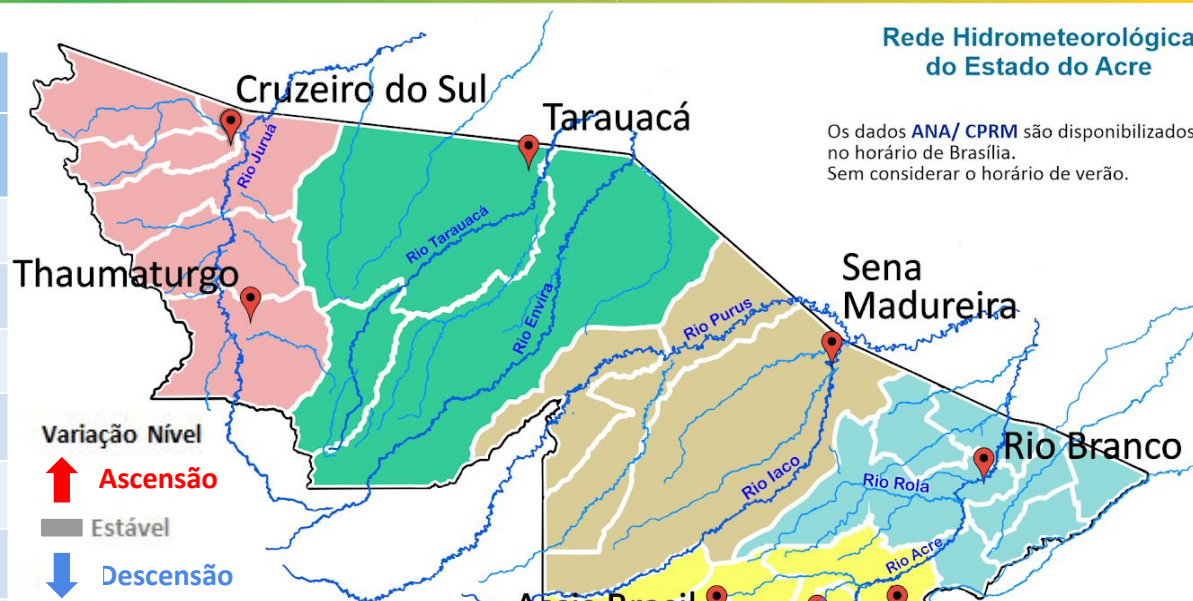 Rede Hidrometeorológica
do Estado do Acre
Os dados ANA/ CPRM são disponibilizados
no horário de Brasília.
Sem considerar o horário de verão.
Cruzeiro do Sul
Tarauacá
Rio Juruá
Rio Tarauacá
Thaumaturgo
Rio Envira
Sena
Madureira
Rio Purus
Rio Branco
Rio Iaco
Rio Rola
Rio Acre
Variação Nível
Ascensão
Estável
Descensão
Brasil